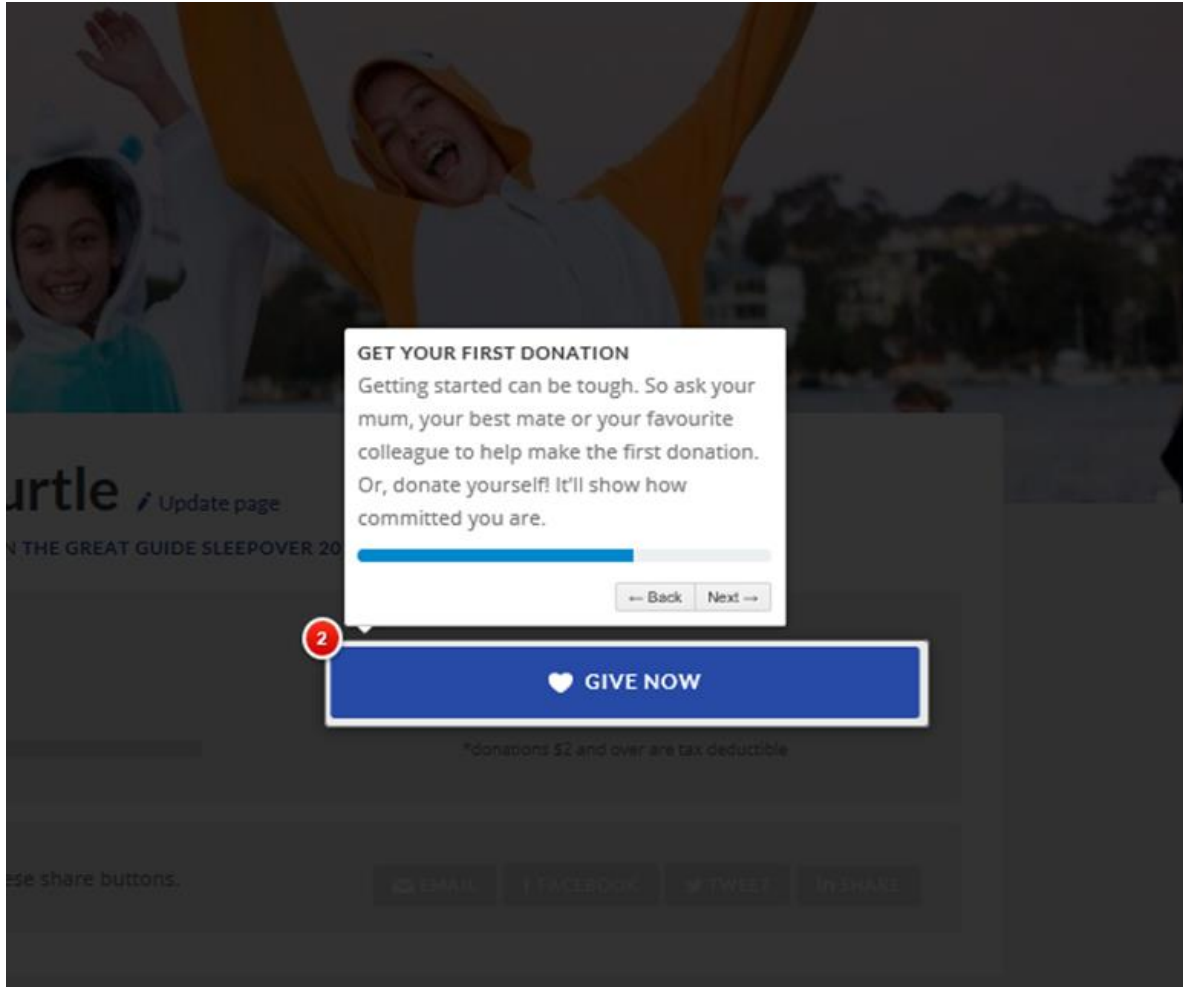 GET YOUR FIRST DONATION
Getting started can be tough. So ask your
mum, your best mate or your favourite
colleague to help make the first donation.
Or, donate yourself! It'll show how
committed you are.
← Back Next →
urtle Update page
N THE GREAT GUIDE SLEEPOVER 20
2
GIVE NOW
*donations $2 and over are tax deductible
ese share buttons.
EMAIL FACEBOOK TWEET SHARE